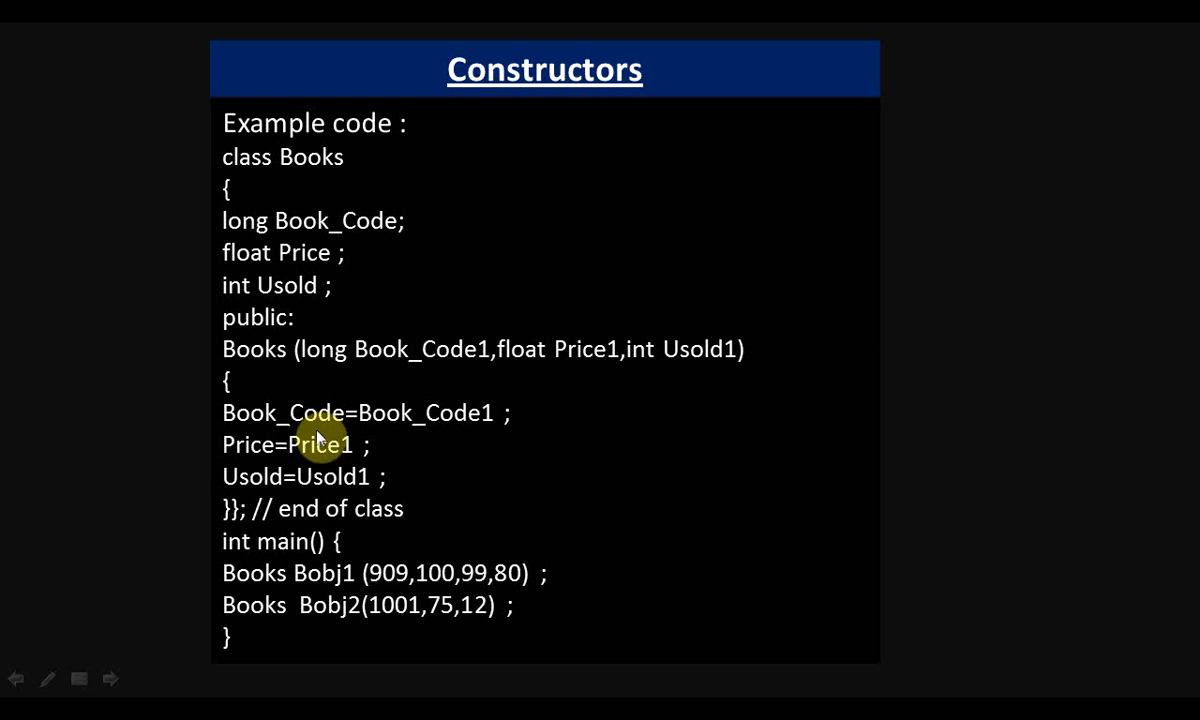 Constructors
Example code :
class Books
{
long Book_Code;
float Price ;
int Usold ;
public:
Books (long Book_Code1,float Price1,int Usold1)
{
Book_Code=Book_Code1 ;
Price=Price1 ;
Usold=Usold1 ;
}}; // end of class
int main() {
Books Bobj1 (909,100,99,80) ;
Books Bobj2(1001,75,12) ;
}